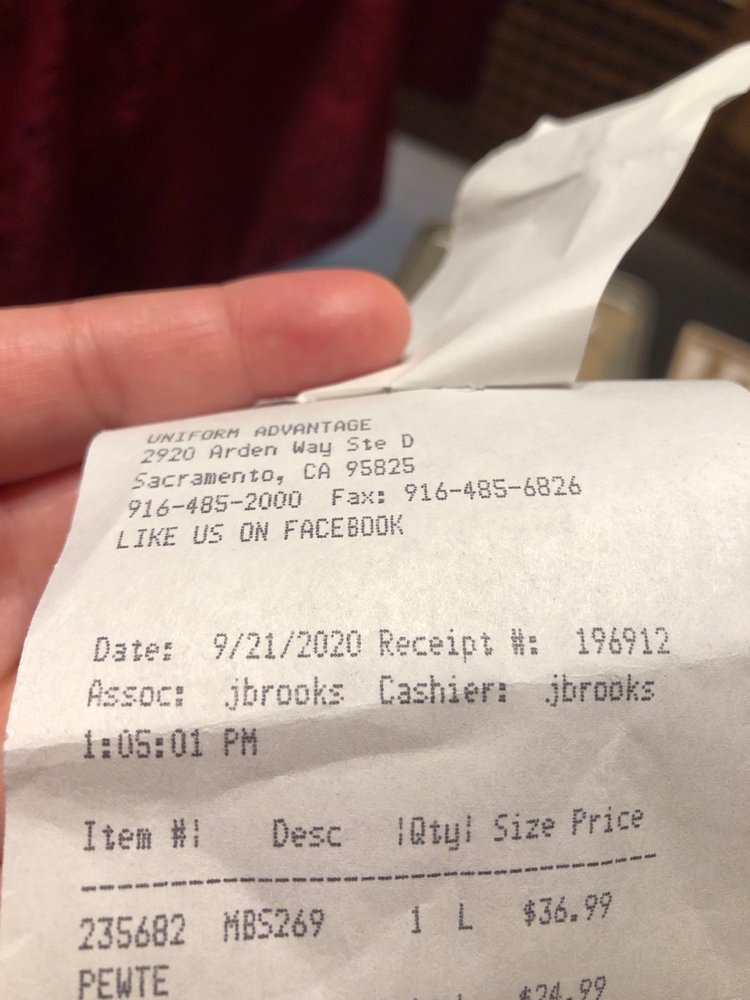 UNIFORM ADVANTAGE
2920 Arden Way Ste D
Sacramento, CA 95825
916-485-2000 Fax: 916-485-6826
LIKE US ON FACEBOOK
Date: 9/21/2020 Receipt #: 196912
Assoc: jbrooks Cashier: jbrooks
1:05:01 PM
Item #| Desc |Qty| Size Price
--------------------------------------------
235682 MBS269 1 L $36.99
PEWTE
$24.99